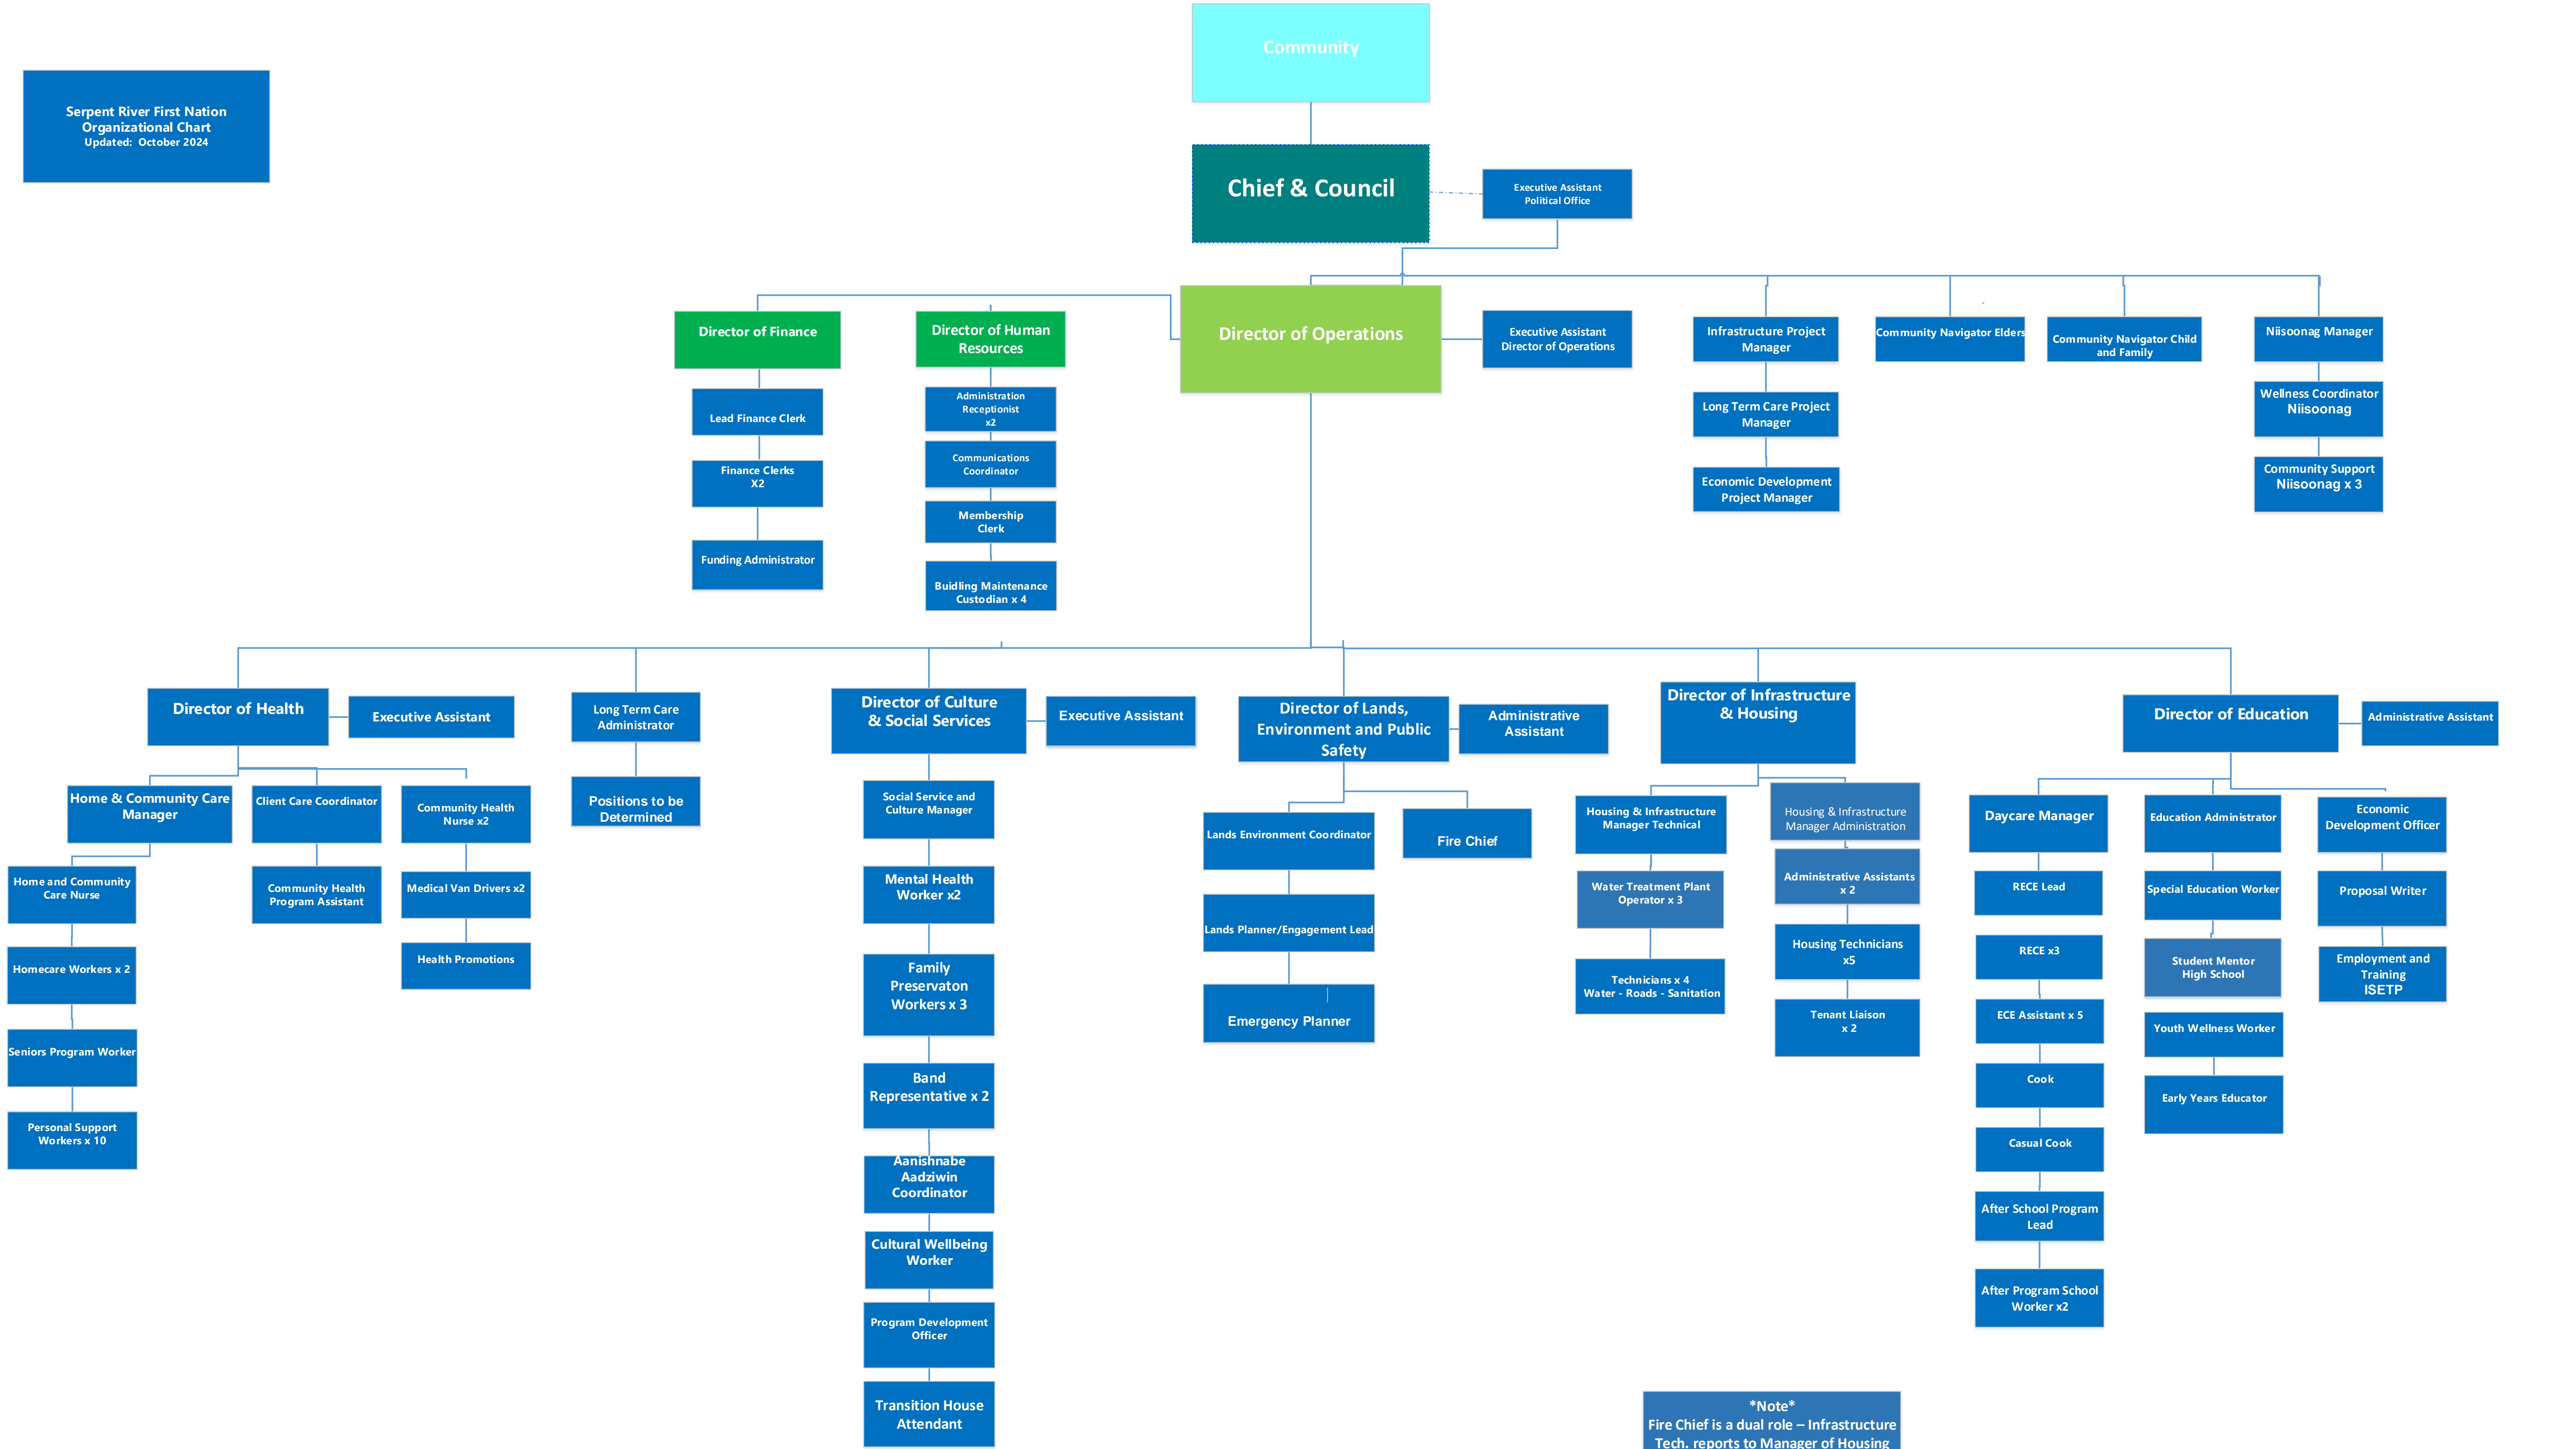 Community
Serpent River First Nation
Organizational Chart
Updated:  October 2024
Chief & Council
Executive Assistant
Political Office
Director of Finance
Director of Human
Resources
Director of Operations
Executive Assistant
Director of Operations
Infrastructure Project
Manager
Community Navigator Elders
Community Navigator Child
and Family
Niisoonag Manager
Lead Finance Clerk
Finance Clerks
X2
Funding Administrator
Administration
Receptionist
x2
Communications
Coordinator
Membership
Clerk
Buidling Maintenance
Custodian x 4
Long Term Care Project
Manager
Economic Development
Project Manager
Wellness Coordinator
Niisoonag
Community Support
Niisoonag x 3
Director of Health
Executive Assistant
Long Term Care
Administrator
Director of Culture
& Social Services
Executive Assistant
Director of Lands,
Environment and Public
Safety
Administrative
Assistant
Director of Infrastructure
& Housing
Director of Education
Administrative Assistant
Home & Community Care
Manager
Client Care Coordinator
Community Health
Nurse x2
Home and Community
Care Nurse
Community Health
Program Assistant
Medical Van Drivers x2
Homecare Workers x 2
Health Promotions
Seniors Program Worker
Personal Support
Workers x 10
Positions to be
Determined
Social Service and
Culture Manager
Mental Health
Worker x2
Family
Preservaton
Workers x 3
Band
Representative x 2
Aanishnabe
Aadziwin
Coordinator
Cultural Wellbeing
Worker
Program Development
Officer
Transition House
Attendant
Lands Environment Coordinator
Fire Chief
Lands Planner/Engagement Lead
Emergency Planner
Housing & Infrastructure
Manager Technical
Water Treatment Plant
Operator x 3
Technicians x 4
Water - Roads - Sanitation
Housing & Infrastructure
Manager Administration
Administrative Assistants
x 2
Housing Technicians
x5
Tenant Liaison
x 2
Daycare Manager
RECE Lead
RECE x3
ECE Assistant x 5
Cook
Casual Cook
After School Program
Lead
After Program School
Worker x2
Education Administrator
Special Education Worker
Student Mentor
High School
Youth Wellness Worker
Early Years Educator
Economic
Development Officer
Proposal Writer
Employment and
Training
ISETP
*Note*
Fire Chief is a dual role – Infrastructure
Tech. reports to Manager of Housing